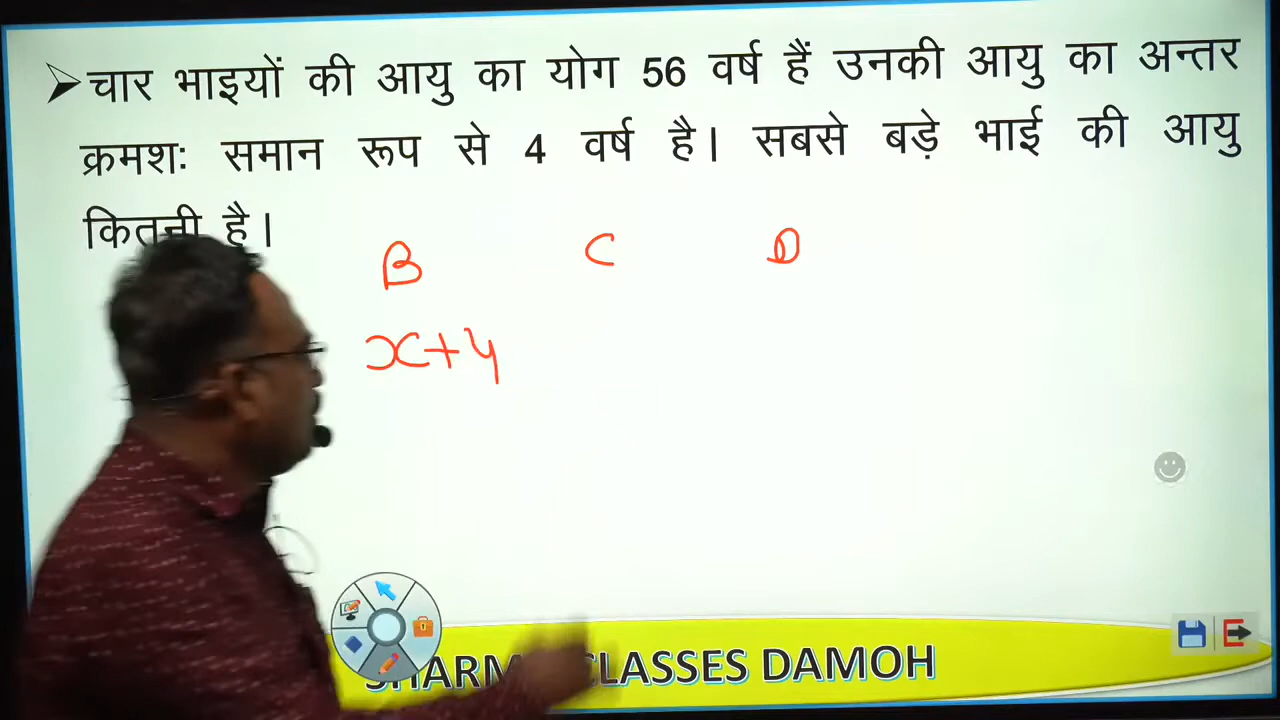 चार भाइयों की आयु का योग 56 वर्ष हैं उनकी आयु का अन्तर
क्रमशः समान रूप से 4 वर्ष है। सबसे बड़े भाई की आयु
कितनी है।
B C D
x+4
CLASSES DAMOH